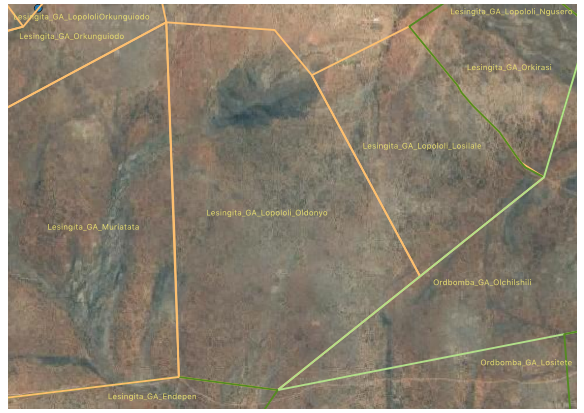 Lesingita_GA_LopololiOrkunguiodo
Lesingita_GA_Lopololi_Ngusero
Lesingita_GA_Orkunguiodo
Lesingita_GA_Orkirasi
Lesingita_GA_Lopololi_Losilale
Lesingita_GA_Lopololi_Oldonyo
Lesingita_GA_Muriatata
Ordbomba_GA_Olchilshili
Ordbomba_GA_Lositete
Lesingita_GA_Endepen